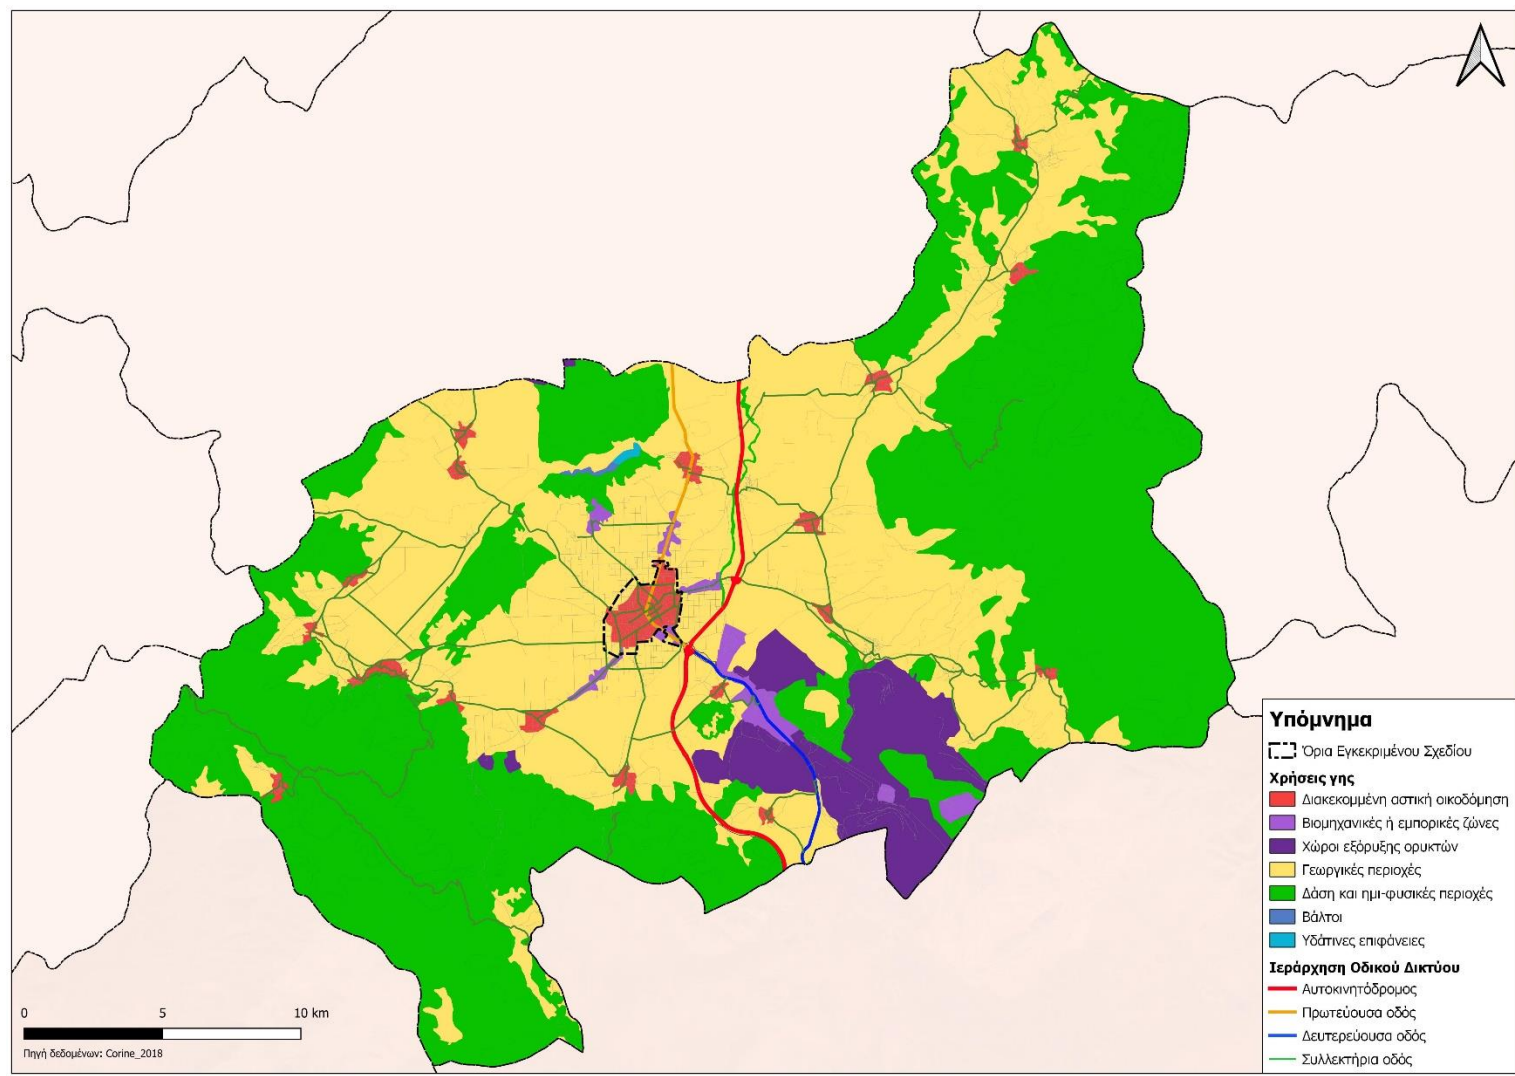 Υπόμνημα
Όρια Εγκεκριμένου Σχεδίου
Χρήσεις γης
Διακεκομμένη αστική οικοδόμηση
Βιομηχανικές ή εμπορικές ζώνες
Χώροι εξόρυξης ορυκτών
Γεωργικές περιοχές
Δάση και ημι-φυσικές περιοχές
Βάλτοι
Υδάτινες επιφάνειες
Ιεράρχηση Οδικού Δικτύου
Αυτοκινητόδρομος
Πρωτεύουσα οδός
Δευτερεύουσα οδός
Συλλεκτήρια οδός
0 5 10 km
Πηγή δεδομένων: Corine_2018